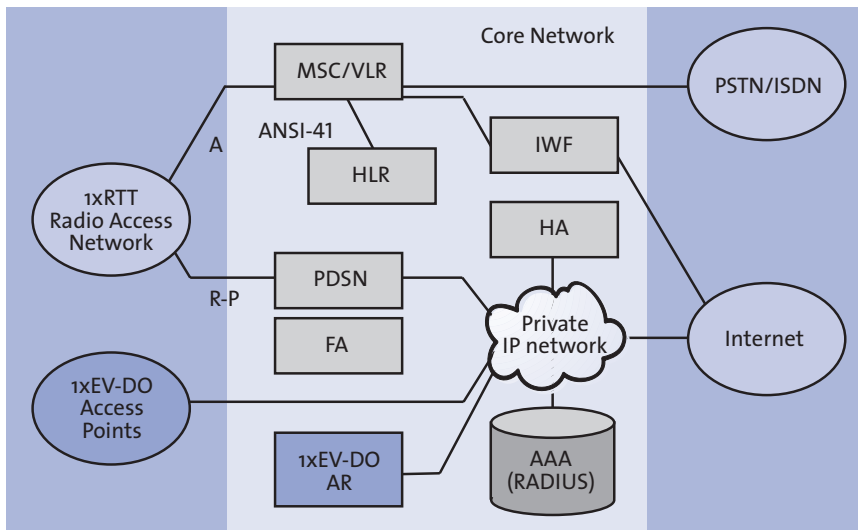 Core Network
MSC/VLR
PSTN/ISDN
A
ANSI-41
IWF
HLR
1xRTT
Radio Access
Network
HA
R-P
PDSN
Private
IP network
Internet
FA
1xEV-DO
Access
Points
1xEV-DO
AR
AAA
(RADIUS)